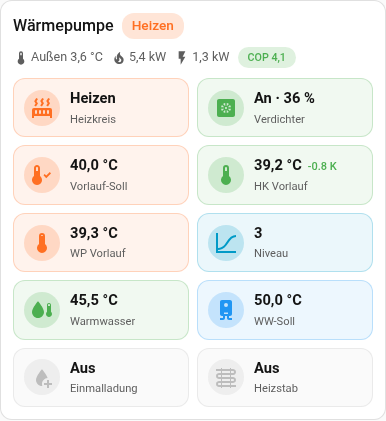 Wärmepumpe Heizen
Außen 3,6 °C 5,4 kW 1,3 kW COP 4,1
Heizen
Heizkreis
An · 36 %
Verdichter
40,0 °C
Vorlauf-Soll
39,2 °C -0.8 K
HK Vorlauf
39,3 °C
WP Vorlauf
3
Niveau
45,5 °C
Warmwasser
50,0 °C
WW-Soll
Aus
Einmalladung
Aus
Heizstab